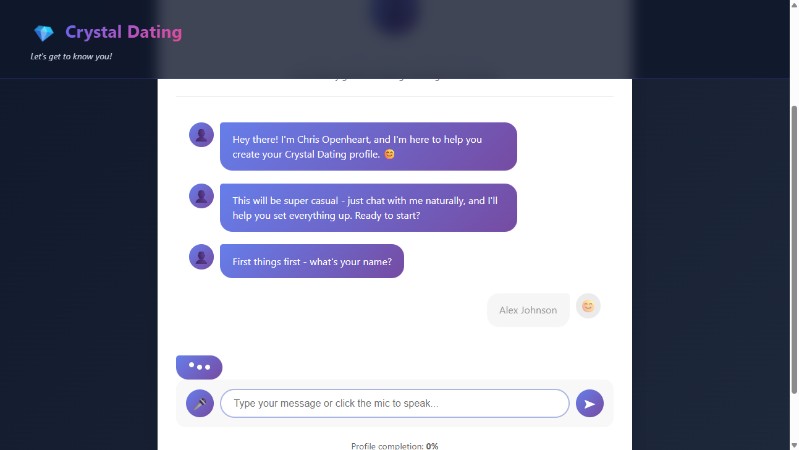 Crystal Dating
Let's get to know you!
Hey there! I'm Chris Openheart, and I'm here to help you
create your Crystal Dating profile. 😊
This will be super casual - just chat with me naturally, and I'll
help you set everything up. Ready to start?
First things first - what's your name?
Alex Johnson
Type your message or click the mic to speak...
Profile completion: 0%